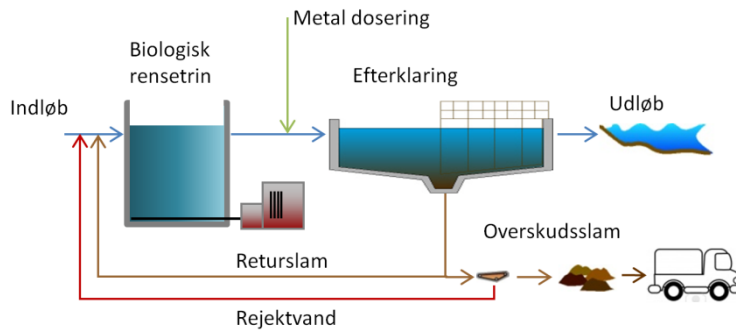 Metal dosering
Biologisk
rensetrin
Efterklaring
Indløb
Udløb
Overskudsslam
Returslam
Rejektvand